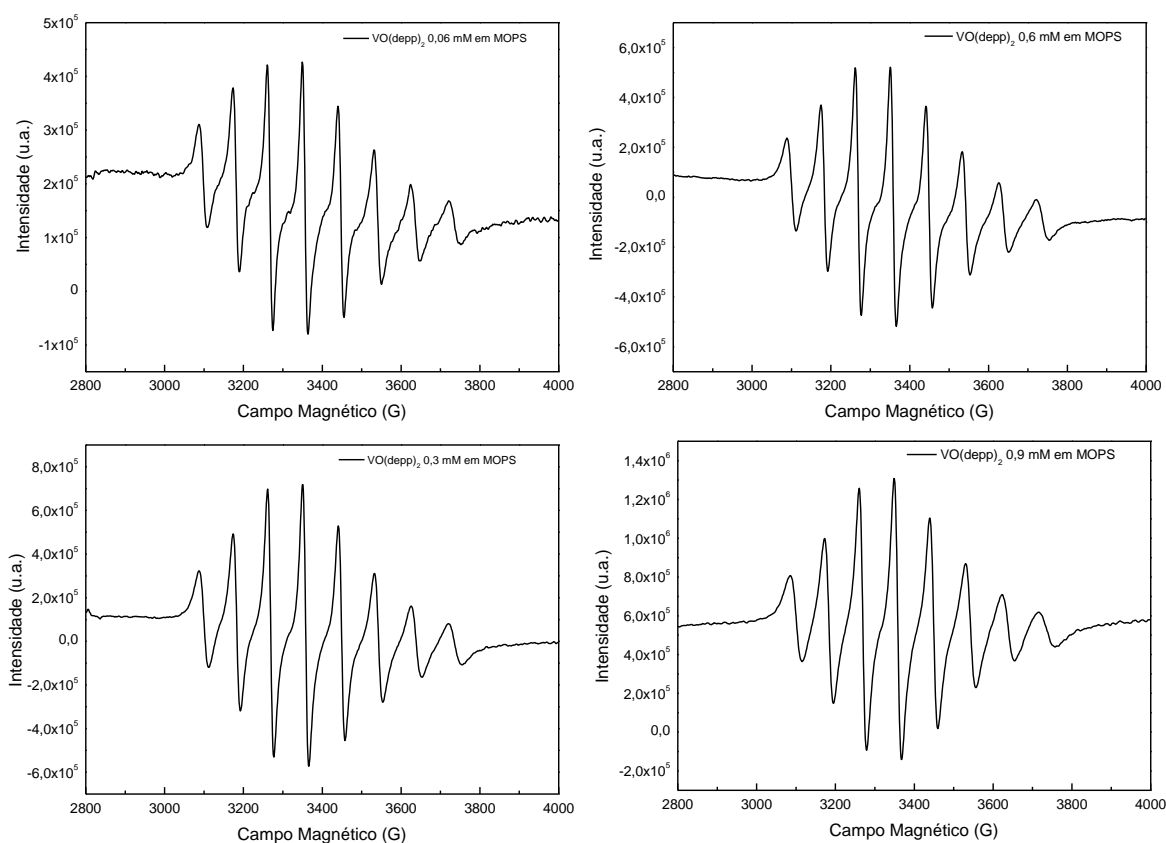 VO(depp)₂ 0,06 mM em MOPS
5x10⁵
4x10⁵
3x10⁵
2x10⁵
1x10⁵
0
-1x10⁵
Intensidade (u.a.)
2800 3000 3200 3400 3600 3800 4000
Campo Magnético (G)
VO(depp)₂ 0,6 mM em MOPS
6,0x10⁵
4,0x10⁵
2,0x10⁵
0,0
-2,0x10⁵
-4,0x10⁵
-6,0x10⁵
Intensidade (u.a.)
2800 3000 3200 3400 3600 3800 4000
Campo Magnético (G)
VO(depp)₂ 0,3 mM em MOPS
8,0x10⁵
6,0x10⁵
4,0x10⁵
2,0x10⁵
0,0
-2,0x10⁵
-4,0x10⁵
-6,0x10⁵
Intensidade (u.a.)
2800 3000 3200 3400 3600 3800 4000
Campo Magnético (G)
VO(depp)₂ 0,9 mM em MOPS
1,4x10⁶
1,2x10⁶
1,0x10⁶
8,0x10⁵
6,0x10⁵
4,0x10⁵
2,0x10⁵
0,0
-2,0x10⁵
Intensidade (u.a.)
2800 3000 3200 3400 3600 3800 4000
Campo Magnético (G)